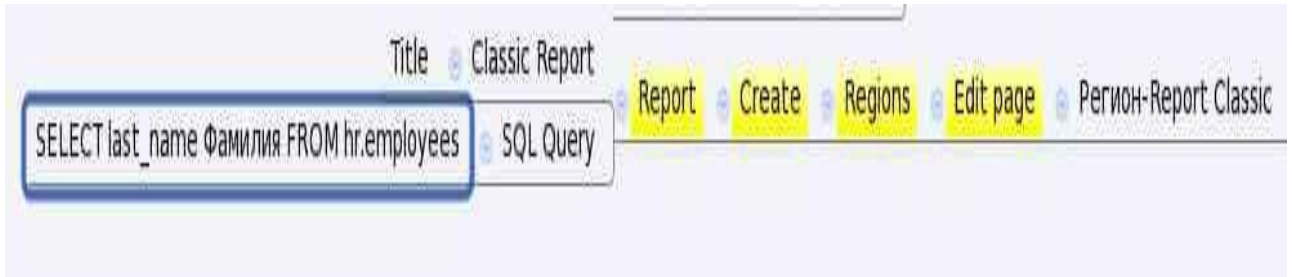 Title Classic Report
Report Create Regions Edit page Регион-Report Classic
SELECT last_name Фамилия FROM hr.employees SQL Query